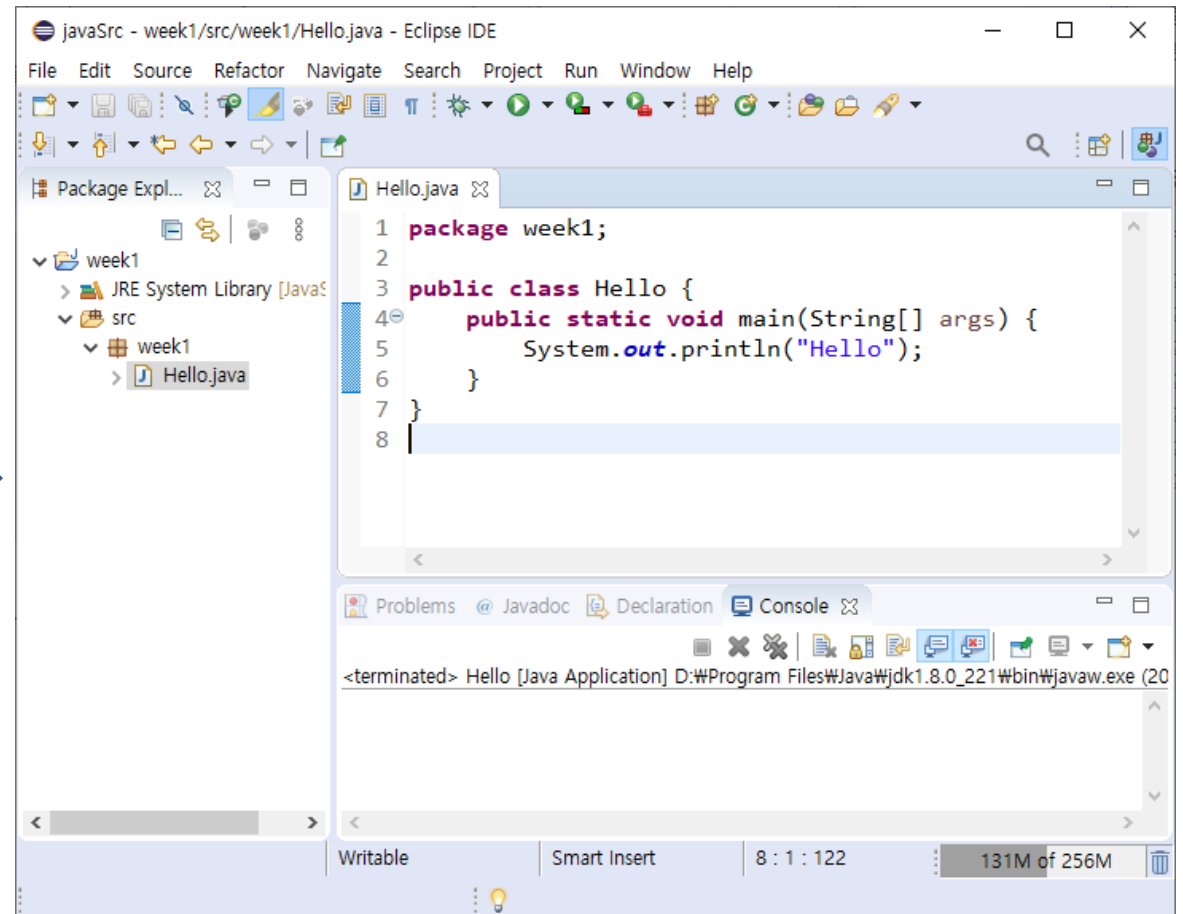 javaSrc - week1/src/week1/Hello.java - Eclipse IDE
File Edit Source Refactor Navigate Search Project Run Window Help
Package Expl...
week1
JRE System Library [JavaS
src
week1
Hello.java
Hello.java
1 package week1;
2
3 public class Hello {
4 public static void main(String[] args) {
5 System.out.println("Hello");
6 }
7 }
8
Problems @ Javadoc Declaration Console
<terminated> Hello [Java Application] D:₩Program Files₩Java₩jdk1.8.0_221₩bin₩javaw.exe (20
Writable Smart Insert 8 : 1 : 122 131M of 256M